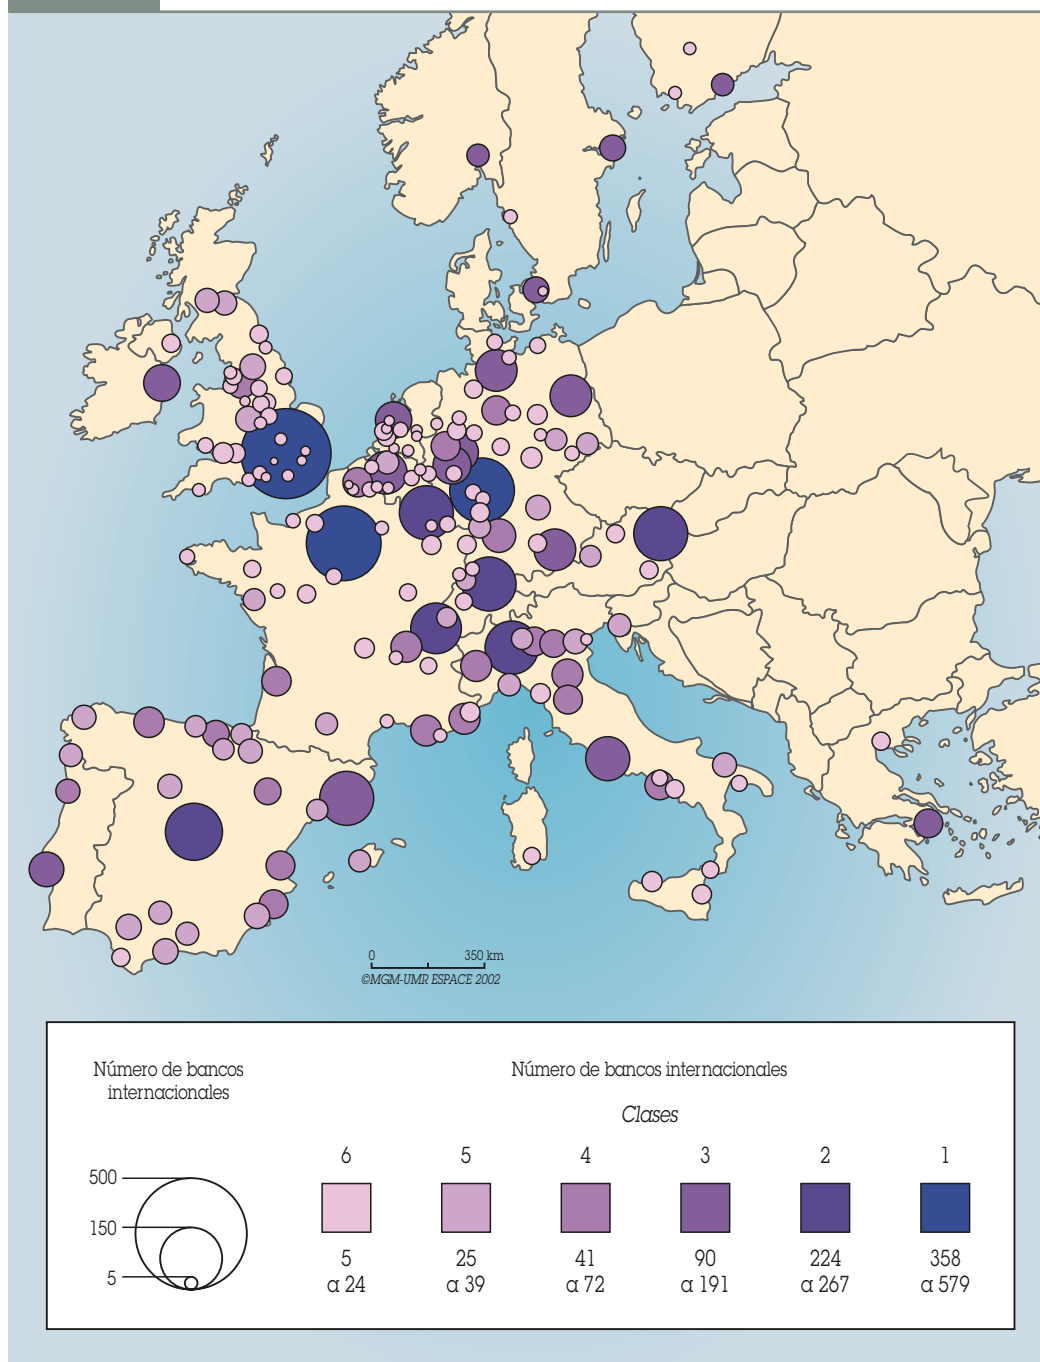 0 350 km
©MGM-UMR ESPACE 2002
Número de bancos
internacionales
500
150
5
Número de bancos internacionales
Clases
6 5 4 3 2 1
5 25 41 90 224 358
α 24 α 39 α 72 α 191 α 267 α 579